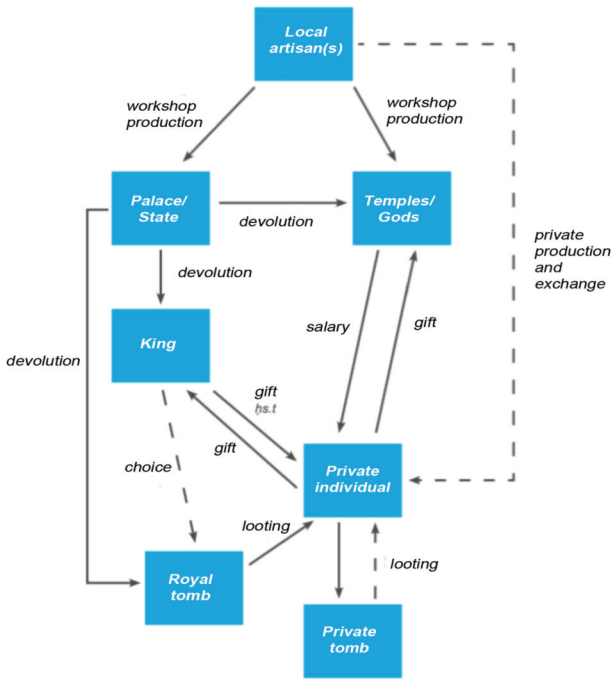 Local
artisan(s)
workshop
production
workshop
production
Palace/
State
Temples/
Gods
devolution
private
production
and
exchange
devolution
salary
gift
King
devolution
gift
ḥs.t
gift
choice
Private
individual
looting
Royal
tomb
looting
Private
tomb